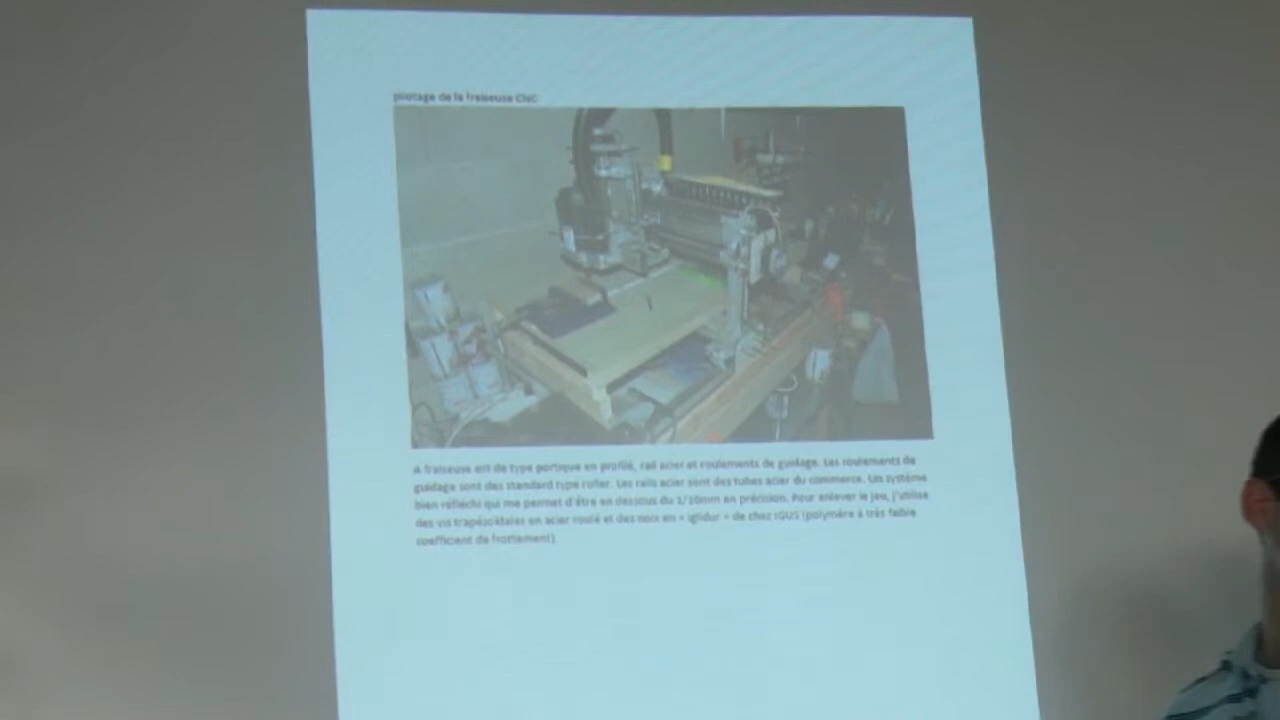 pilotage de la fraiseuse CNC
A fraiseuse est de type portique en profilé, rail acier et roulements de guidage. Les roulements de
guidage sont des standard type roller. Les rails acier sont des tubes acier du commerce. Un système
bien réfléchi qui me permet d'être en dessous du 1/10mm en précision. Pour enlever le jeu, j'utilise
des vis trapézoïdales en acier roulé et des noix en « iglidur » de chez IGUS (polymère à très faible
coefficient de frottement).